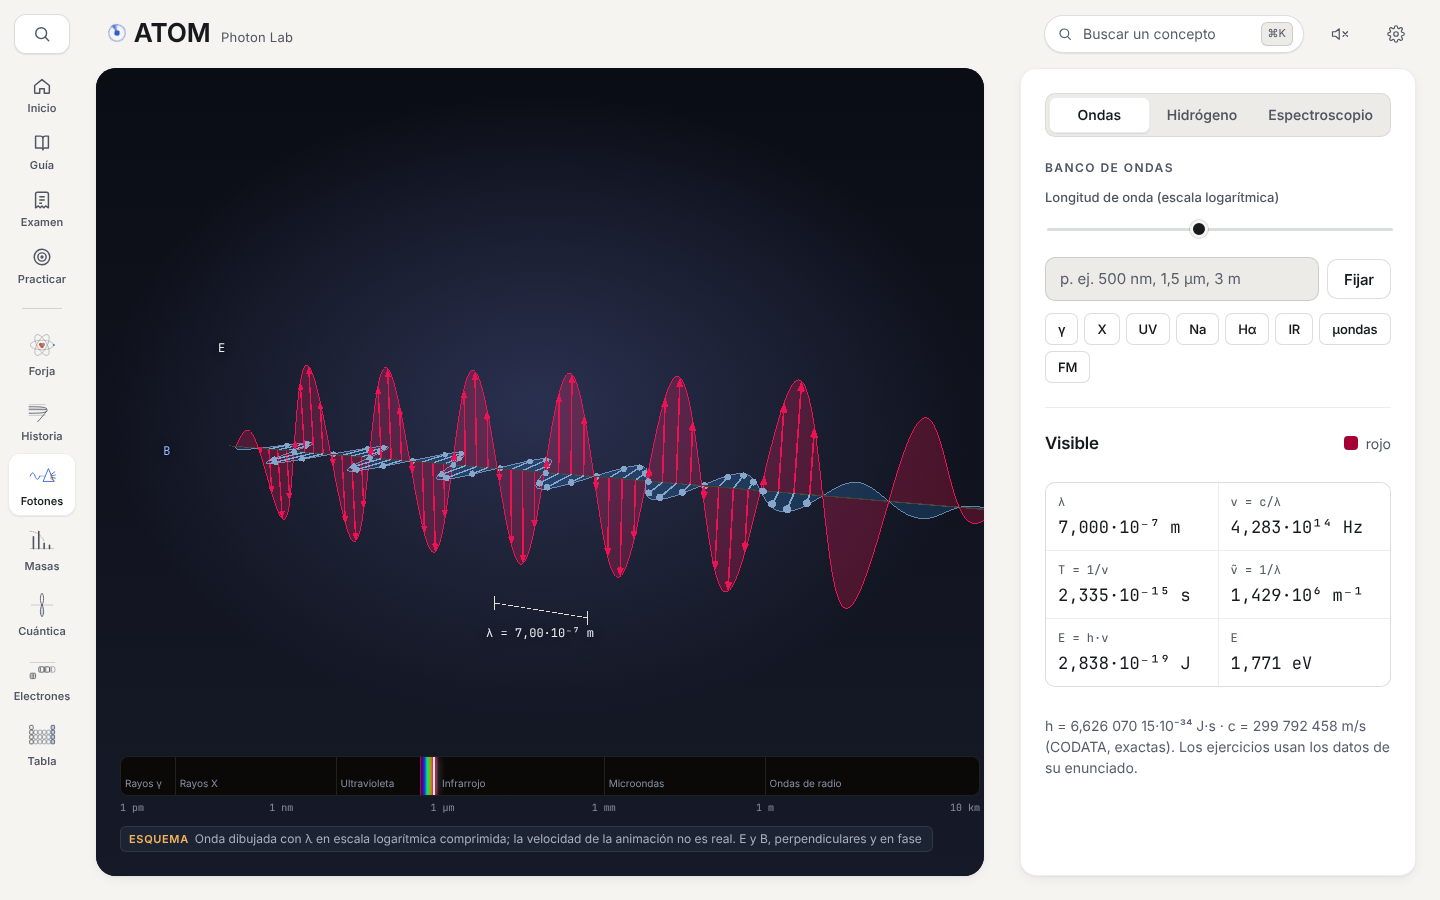 ATOM Photon Lab
Buscar un concepto ⌘K
Inicio
Guía
Examen
Practicar
Forja
Historia
Fotones
Masas
Cuántica
Electrones
Tabla
E
B
λ = 7,00·10⁻⁷ m
Rayos γ Rayos X Ultravioleta Infrarrojo Microondas Ondas de radio
1 pm 1 nm 1 μm 1 mm 1 m 10 km
ESQUEMA Onda dibujada con λ en escala logarítmica comprimida; la velocidad de la animación no es real. E y B, perpendiculares y en fase
Ondas Hidrógeno Espectroscopio
BANCO DE ONDAS
Longitud de onda (escala logarítmica)
p. ej. 500 nm, 1,5 μm, 3 m Fijar
γ X UV Na Hα IR μondas
FM
Visible rojo
λ ν = c/λ
7,000·10⁻⁷ m 4,283·10¹⁴ Hz
T = 1/ν ṽ = 1/λ
2,335·10⁻¹⁵ s 1,429·10⁶ m⁻¹
E = h·ν E
2,838·10⁻¹⁹ J 1,771 eV
h = 6,626 070 15·10⁻³⁴ J·s · c = 299 792 458 m/s
(CODATA, exactas). Los ejercicios usan los datos de
su enunciado.